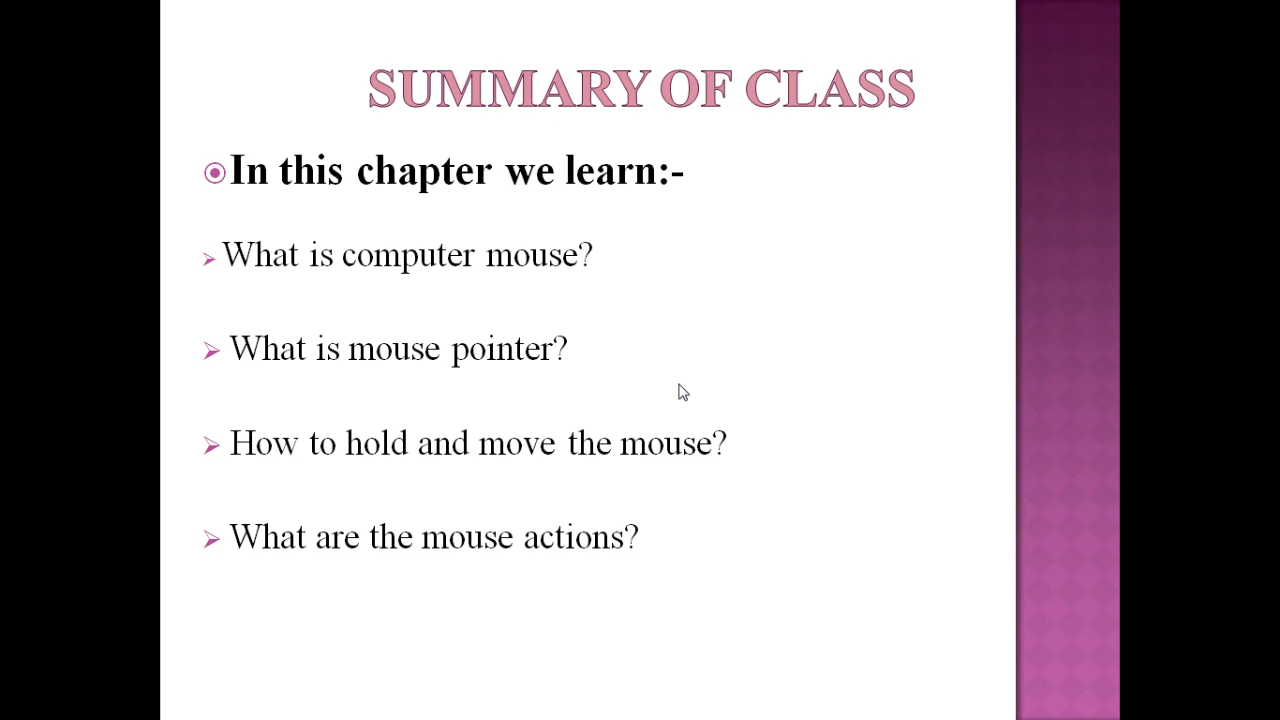 SUMMARY OF CLASS
In this chapter we learn:-
What is computer mouse?
What is mouse pointer?
How to hold and move the mouse?
What are the mouse actions?